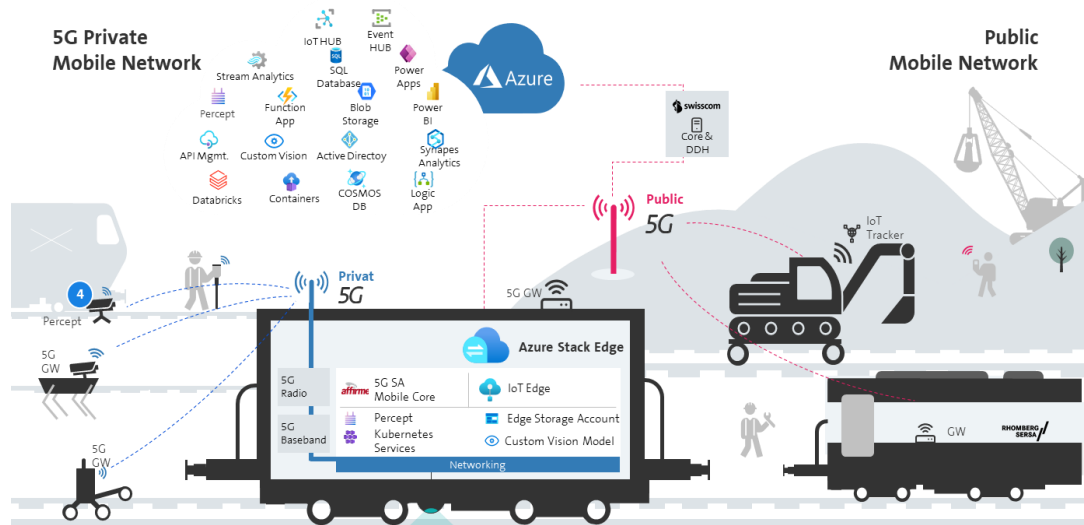 5G Private
Mobile Network
IoT HUB
Event
HUB
Stream Analytics
SQL
Database
Power
Apps
Azure
Percept
Function
App
Blob
Storage
Power
BI
API Mgmt.
Custom Vision
Active Directoy
Synapes
Analytics
Databricks
Containers
COSMOS
DB
Logic
App
Public
Mobile Network
swisscom
Core &
DDH
Public
5G
IoT
Tracker
Privat
5G
5G GW
4
Percept
5G
GW
5G
GW
Azure Stack Edge
5G
Radio
5G
Baseband
affirmed
5G SA
Mobile Core
IoT Edge
Percept
Kubernetes
Services
Edge Storage Account
Custom Vision Model
Networking
GW
RHOMBERG
SERSA